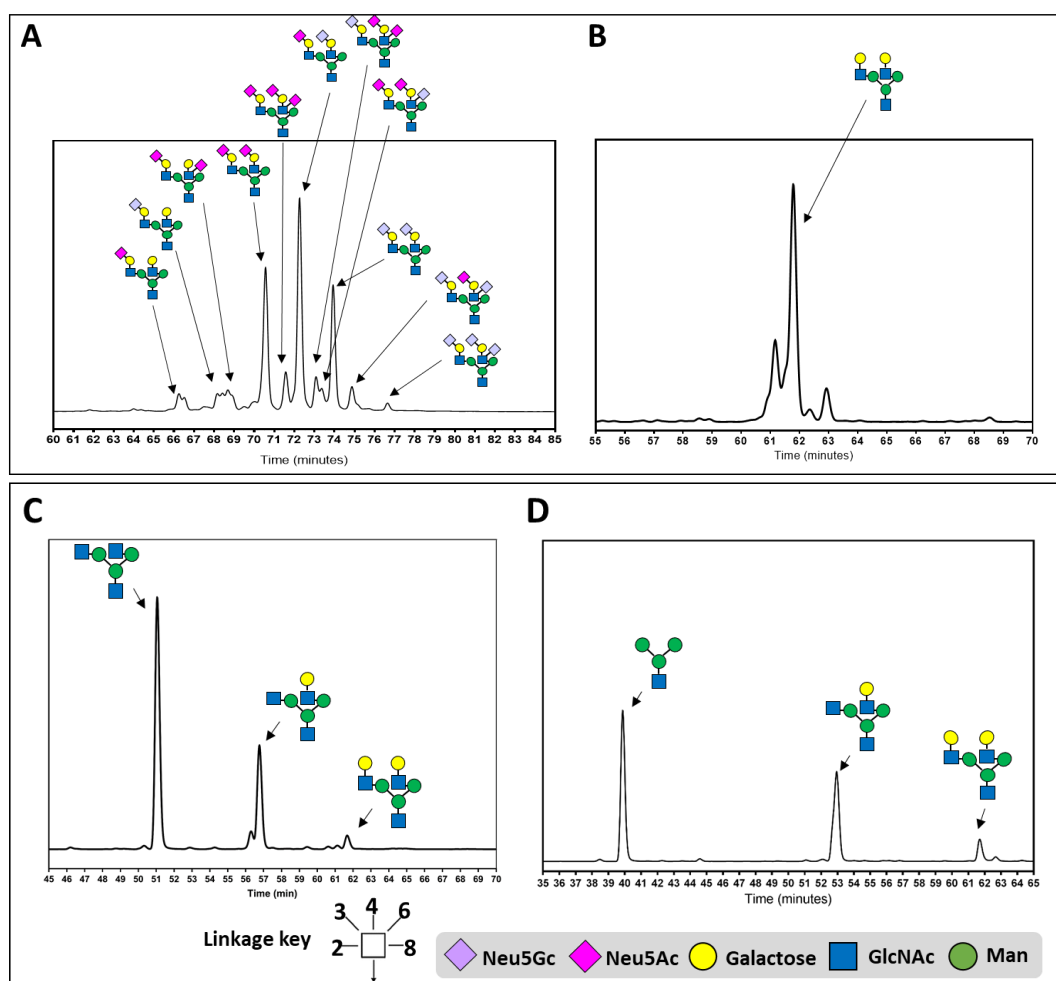 A
B
60 61 62 63 64 65 66 67 68 69 70 71 72 73 74 75 76 77 78 79 80 81 82 83 84 85
Time (minutes)
55 56 57 58 59 60 61 62 63 64 65 66 67 68 69 70
Time (minutes)
C
D
45 46 47 48 49 50 51 52 53 54 55 56 57 58 59 60 61 62 63 64 65 66 67 68 69 70
Time (min)
35 36 37 38 39 40 41 42 43 44 45 46 47 48 49 50 51 52 53 54 55 56 57 58 59 60 61 62 63 64 65
Time (minutes)
Linkage key
3 4 6
2 8
Neu5Gc Neu5Ac Galactose GlcNAc Man